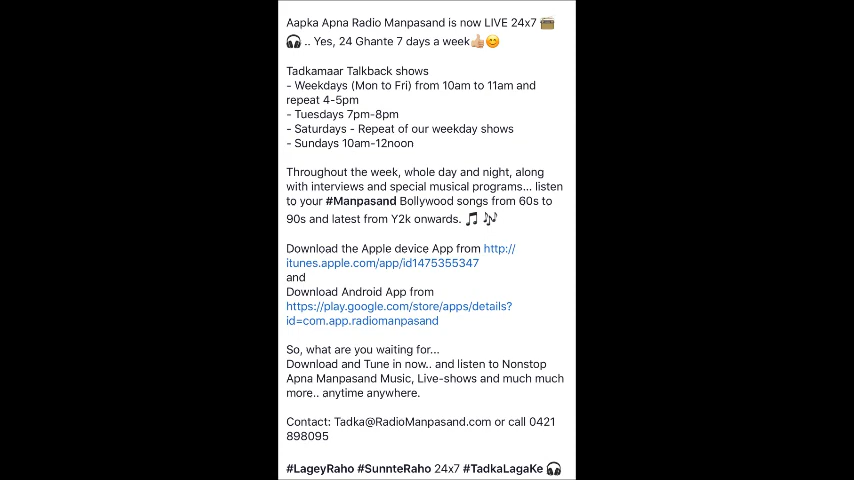 Aapka Apna Radio Manpasand is now LIVE 24x7 📻
🎧 .. Yes, 24 Ghante 7 days a week👍🏼😊
Tadkamaar Talkback shows
- Weekdays (Mon to Fri) from 10am to 11am and
repeat 4-5pm
- Tuesdays 7pm-8pm
- Saturdays - Repeat of our weekday shows
- Sundays 10am-12noon
Throughout the week, whole day and night, along
with interviews and special musical programs... listen
to your #Manpasand Bollywood songs from 60s to
90s and latest from Y2k onwards. 🎵 🎶
Download the Apple device App from http://
itunes.apple.com/app/id1475355347
and
Download Android App from
https://play.google.com/store/apps/details?
id=com.app.radiomanpasand
So, what are you waiting for...
Download and Tune in now.. and listen to Nonstop
Apna Manpasand Music, Live-shows and much much
more.. anytime anywhere.
Contact: Tadka@RadioManpasand.com or call 0421
898095
#LageyRaho #SunnteRaho 24x7 #TadkaLagaKe 🎧